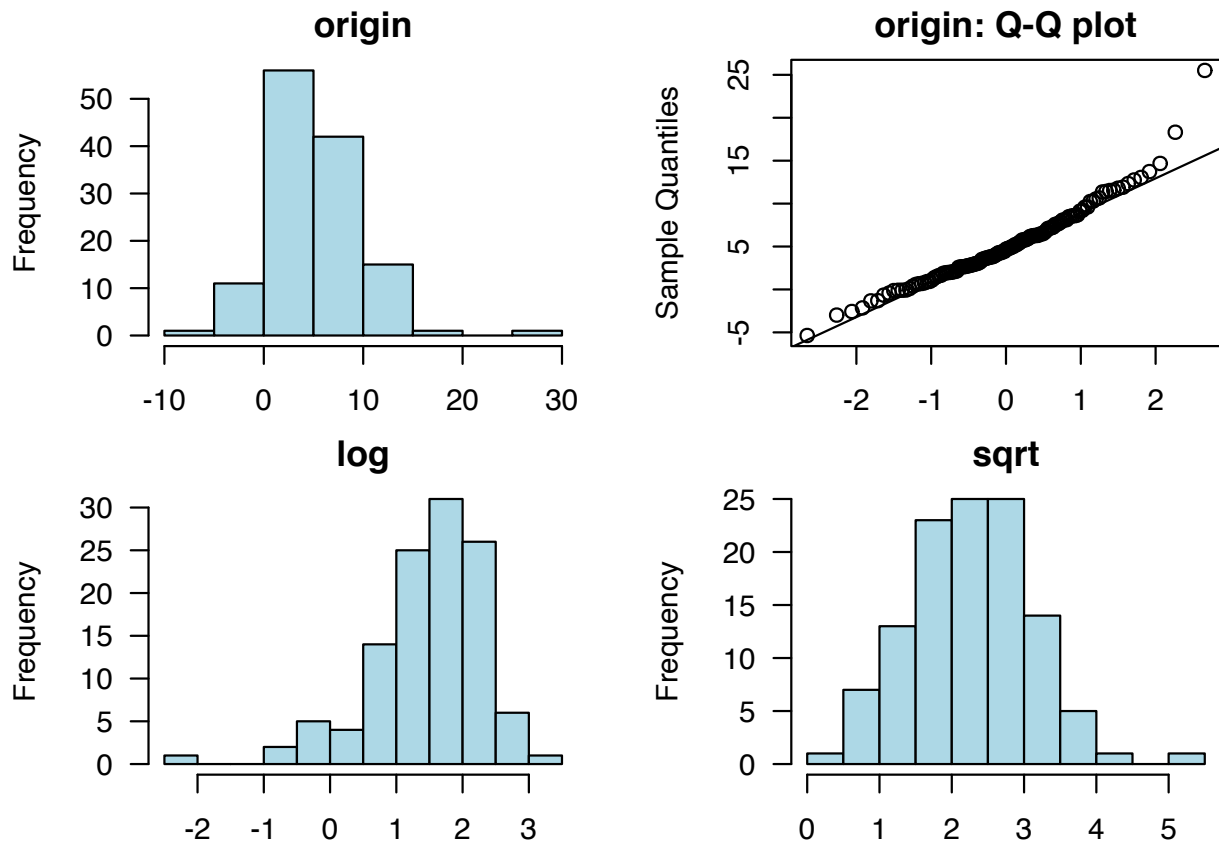 origin
Frequency
0 10 20 30 40 50
-10 0 10 20 30
origin: Q-Q plot
Sample Quantiles
-5 5 15 25
-2 -1 0 1 2
log
Frequency
0 5 10 15 20 25 30
-2 -1 0 1 2 3
sqrt
Frequency
0 5 10 15 20 25
0 1 2 3 4 5